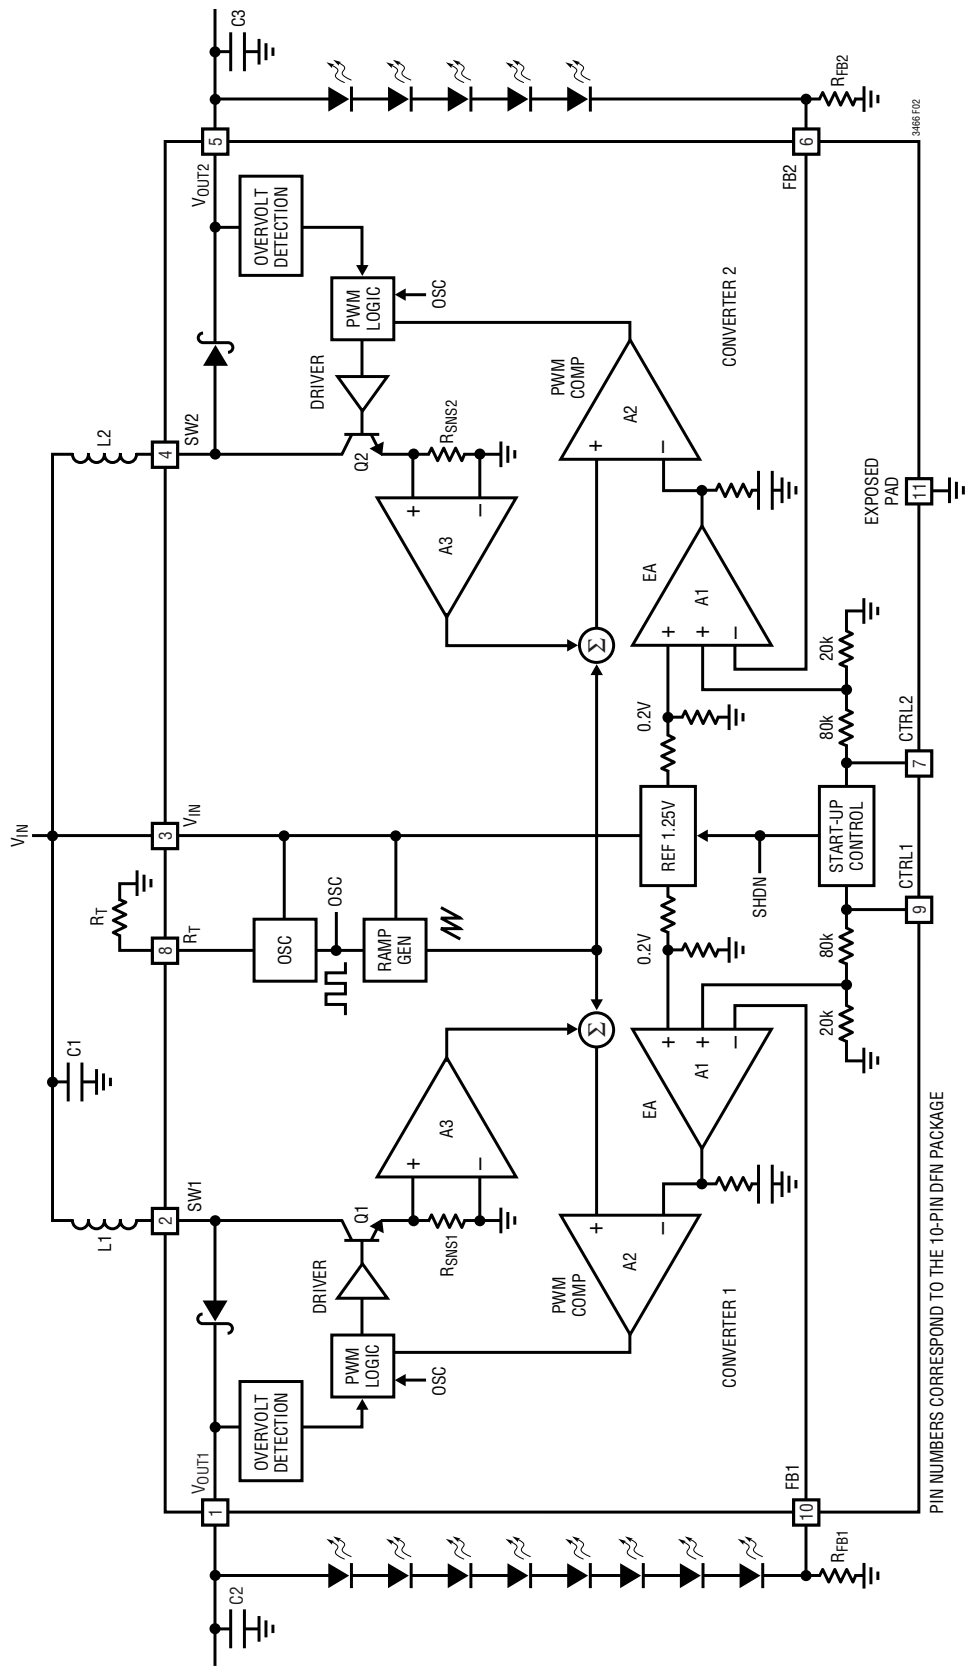 VIN
L1
C1
RT
L2
2
SW1
8
RT
3
VIN
4
SW2
C2
1
VOUT1
5
VOUT2
C3
OVERVOLT
DETECTION
PWM
LOGIC
OSC
DRIVER
Q1
RSNS1
+
–
A3
OSC
OSC
RAMP
GEN
A3
+
–
Q2
RSNS2
DRIVER
PWM
LOGIC
OSC
OVERVOLT
DETECTION
PWM
COMP
A2
+
–
Σ
Σ
+
–
A2
PWM
COMP
CONVERTER 1
EA
A1
+
+
–
0.2V
REF 1.25V
0.2V
+
+
–
A1
EA
CONVERTER 2
SHDN
FB1
10
RFB1
20k
80k
START-UP
CONTROL
80k
20k
FB2
6
RFB2
9
CTRL1
7
CTRL2
EXPOSED
PAD
11
PIN NUMBERS CORRESPOND TO THE 10-PIN DFN PACKAGE
3466 F02